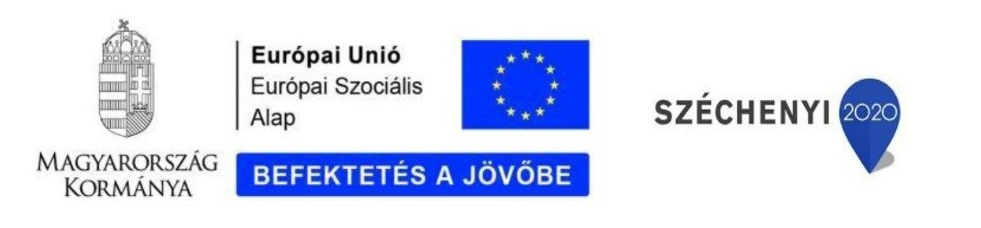 MAGYARORSZÁG
KORMÁNYA
Európai Unió
Európai Szociális
Alap
BEFEKTETÉS A JÖVŐBE
SZÉCHENYI 2020